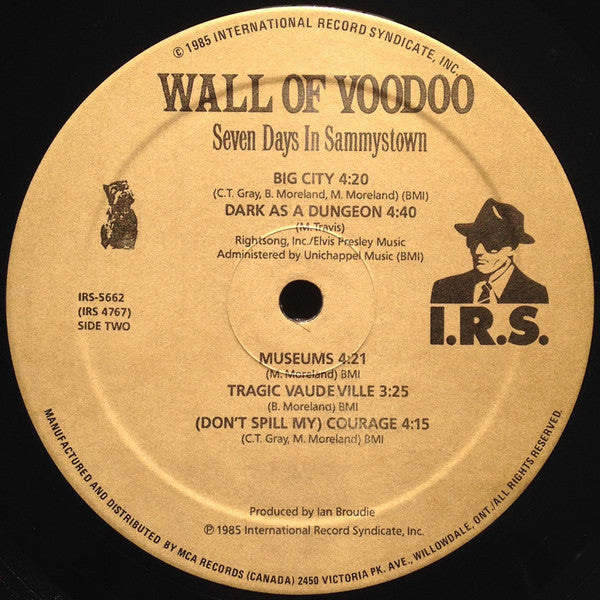 © 1985 INTERNATIONAL RECORD SYNDICATE, INC.
WALL OF VOODOO
Seven Days In Sammystown
BIG CITY 4:20
(C.T. Gray, B. Moreland, M. Moreland) (BMI)
DARK AS A DUNGEON 4:40
(M. Travis)
Rightsong, Inc./Elvis Presley Music
Administered by Unichappel Music (BMI)
IRS-5662
(IRS 4767)
SIDE TWO
I.R.S.
MUSEUMS 4:21
(M. Moreland) BMI
TRAGIC VAUDEVILLE 3:25
(B. Moreland) BMI
(DON'T SPILL MY) COURAGE 4:15
(C.T. Gray, M. Moreland) BMI
Produced by Ian Broudie
℗ 1985 International Record Syndicate, Inc.
MANUFACTURED AND DISTRIBUTED BY MCA RECORDS (CANADA) 2450 VICTORIA PK. AVE., WILLOWDALE, ONT./ALL RIGHTS RESERVED.